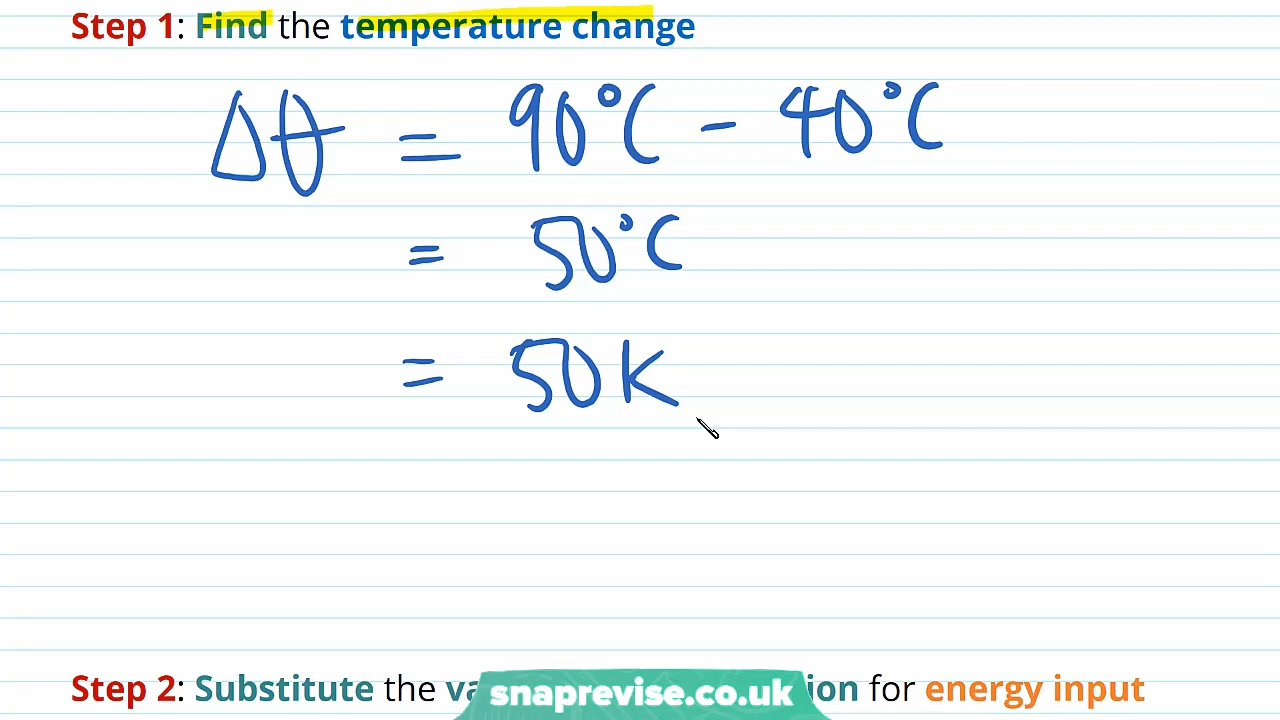 Step 1: Find the temperature change
Δθ = 90°C - 40°C
= 50°C
= 50K
Step 2: Substitute the for energy input
snaprevise.co.uk